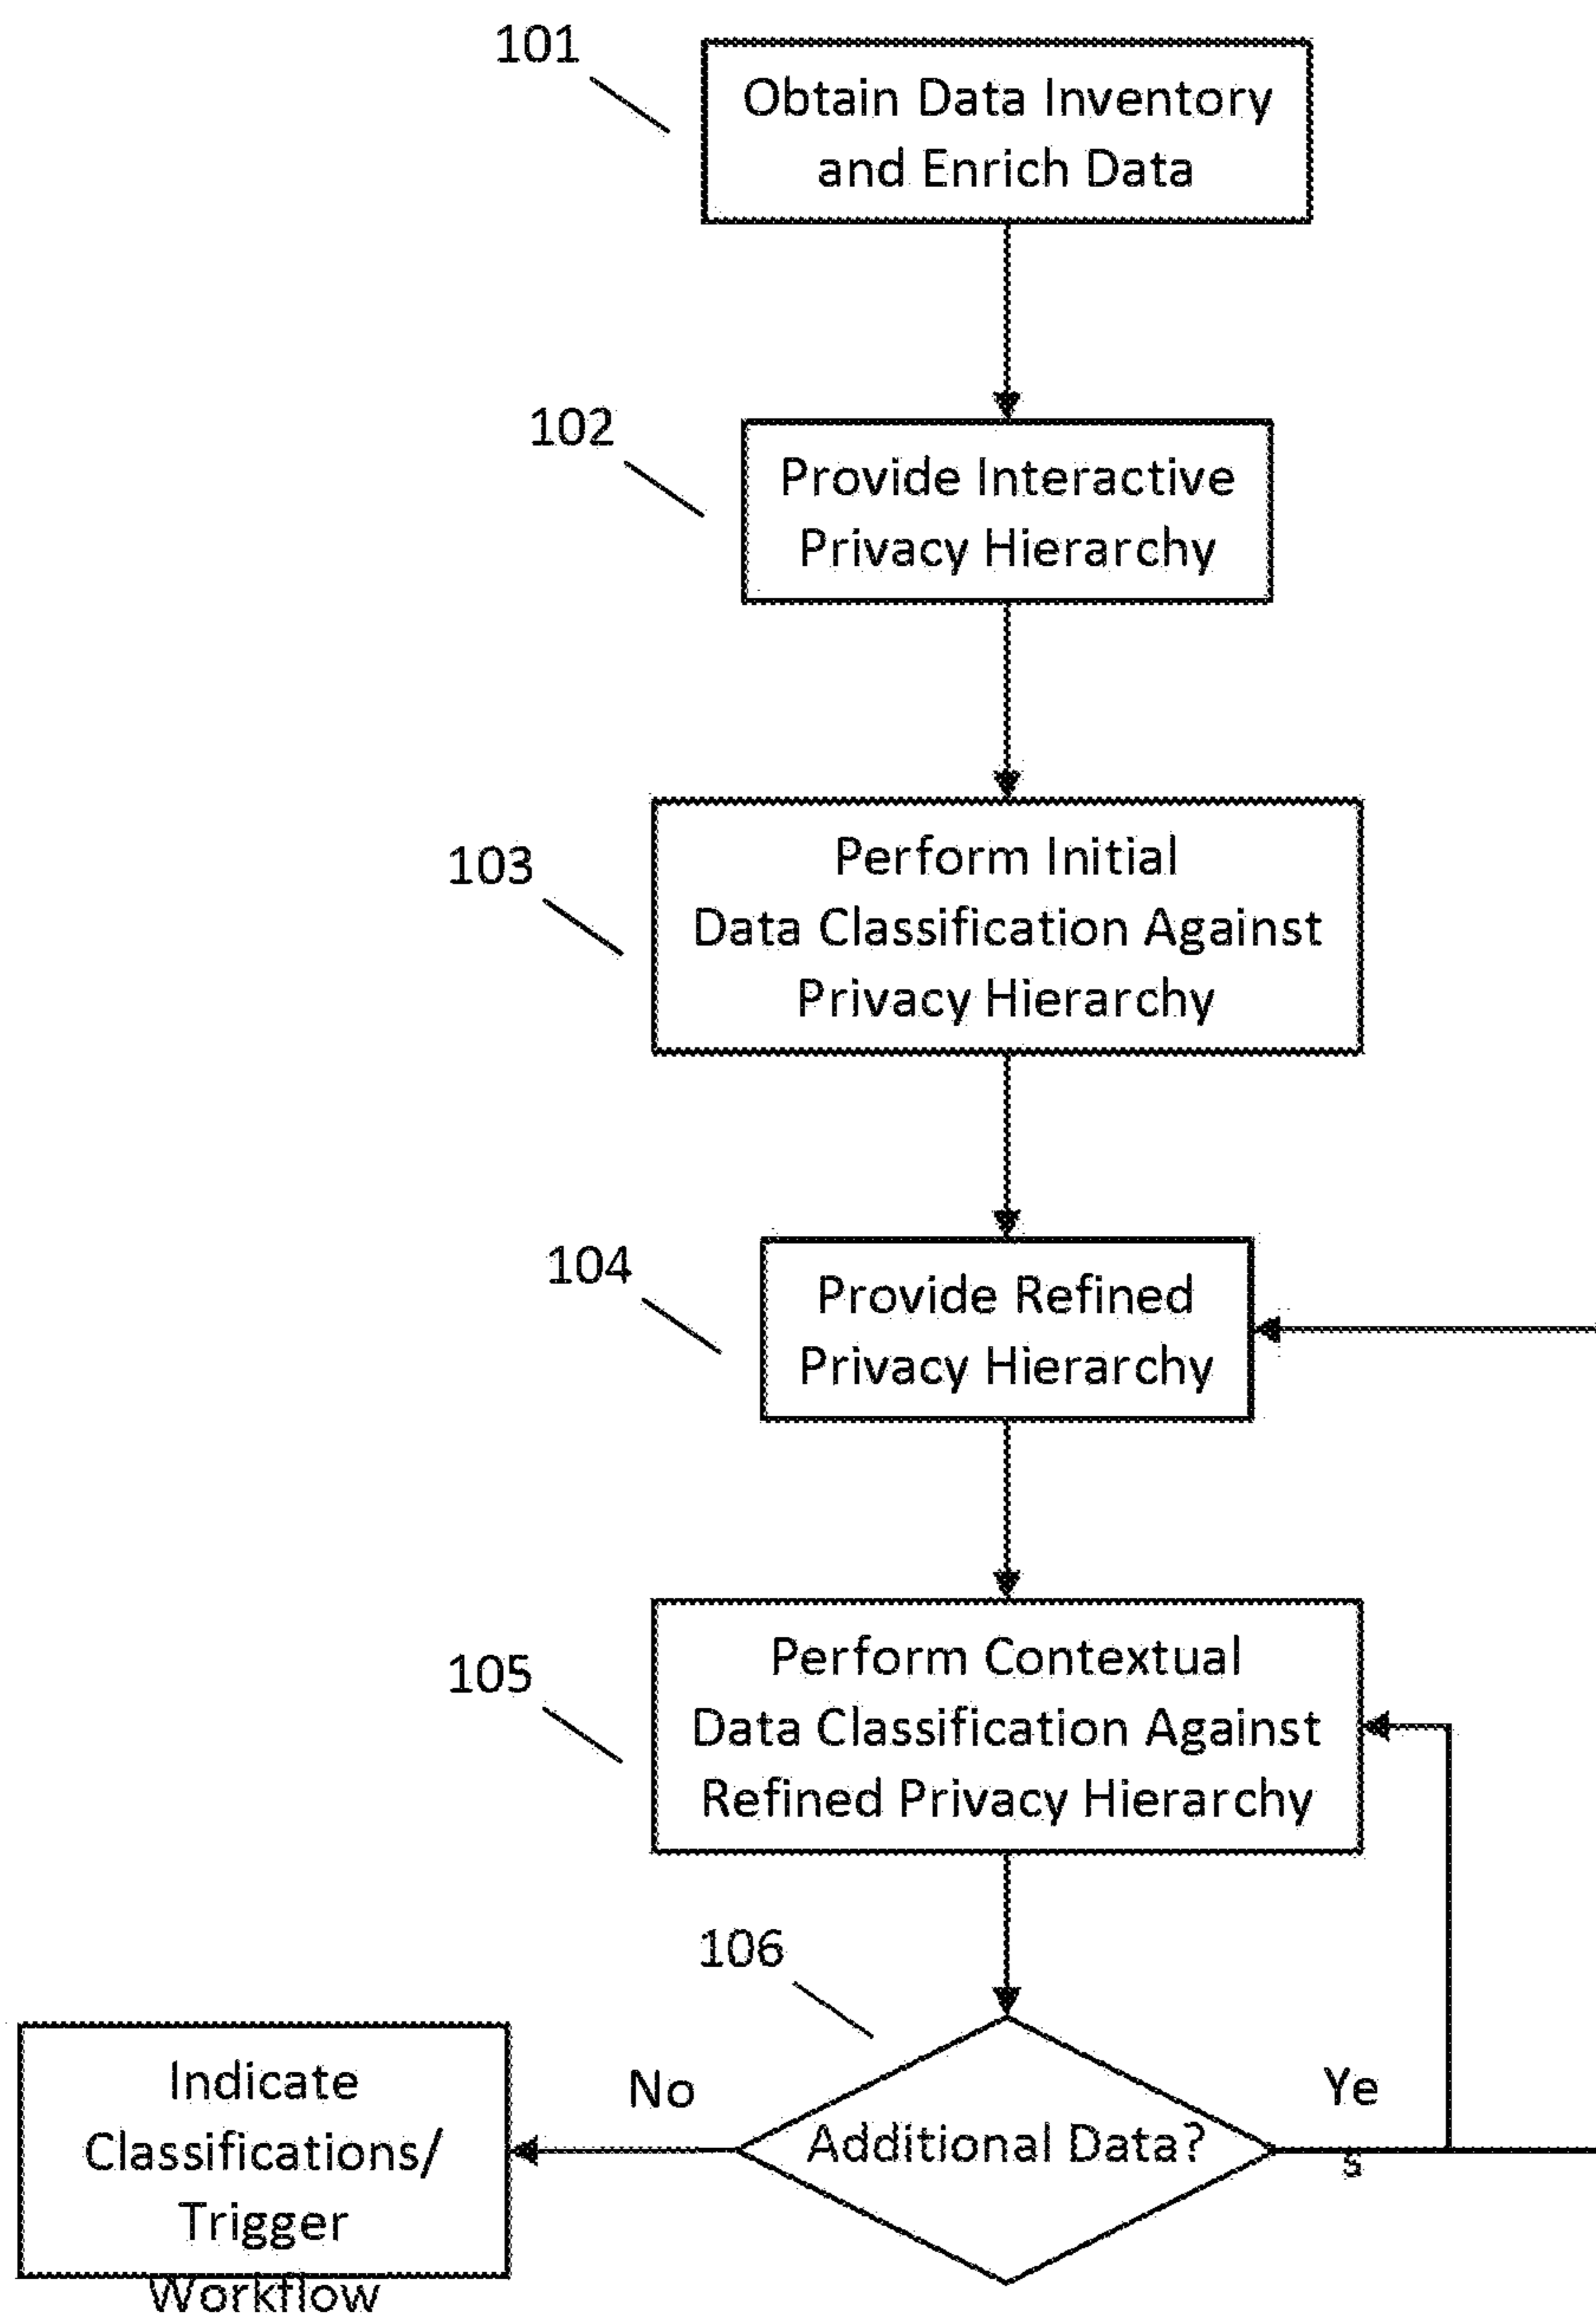 101
Obtain Data Inventory
and Enrich Data
102
Provide Interactive
Privacy Hierarchy
103
Perform Initial
Data Classification Against
Privacy Hierarchy
104
Provide Refined
Privacy Hierarchy
105
Perform Contextual
Data Classification Against
Refined Privacy Hierarchy
106
Additional Data?
No
Ye
s
Indicate
Classifications/
Trigger
Workflow